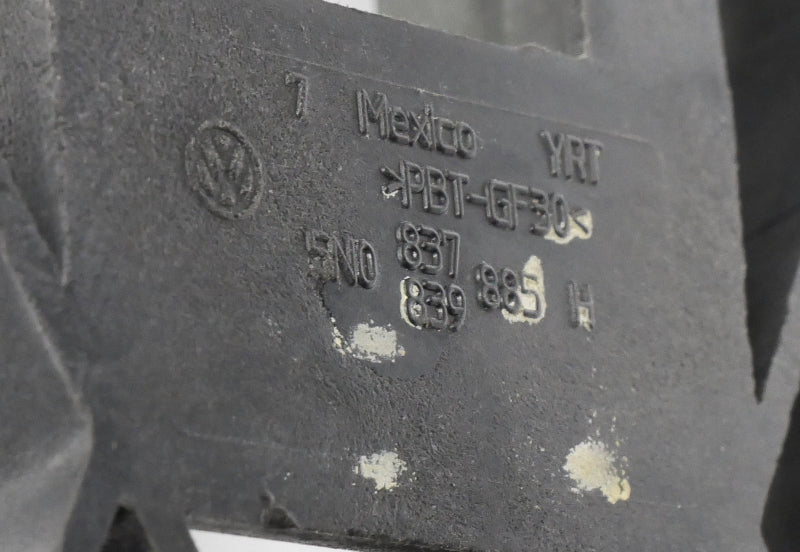 7 Mexico YRT
>PBT-GF30<
5N0 837 885 H
839